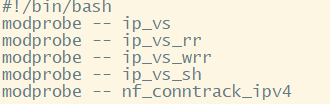 #!/bin/bash
modprobe -- ip_vs
modprobe -- ip_vs_rr
modprobe -- ip_vs_wrr
modprobe -- ip_vs_sh
modprobe -- nf_conntrack_ipv4